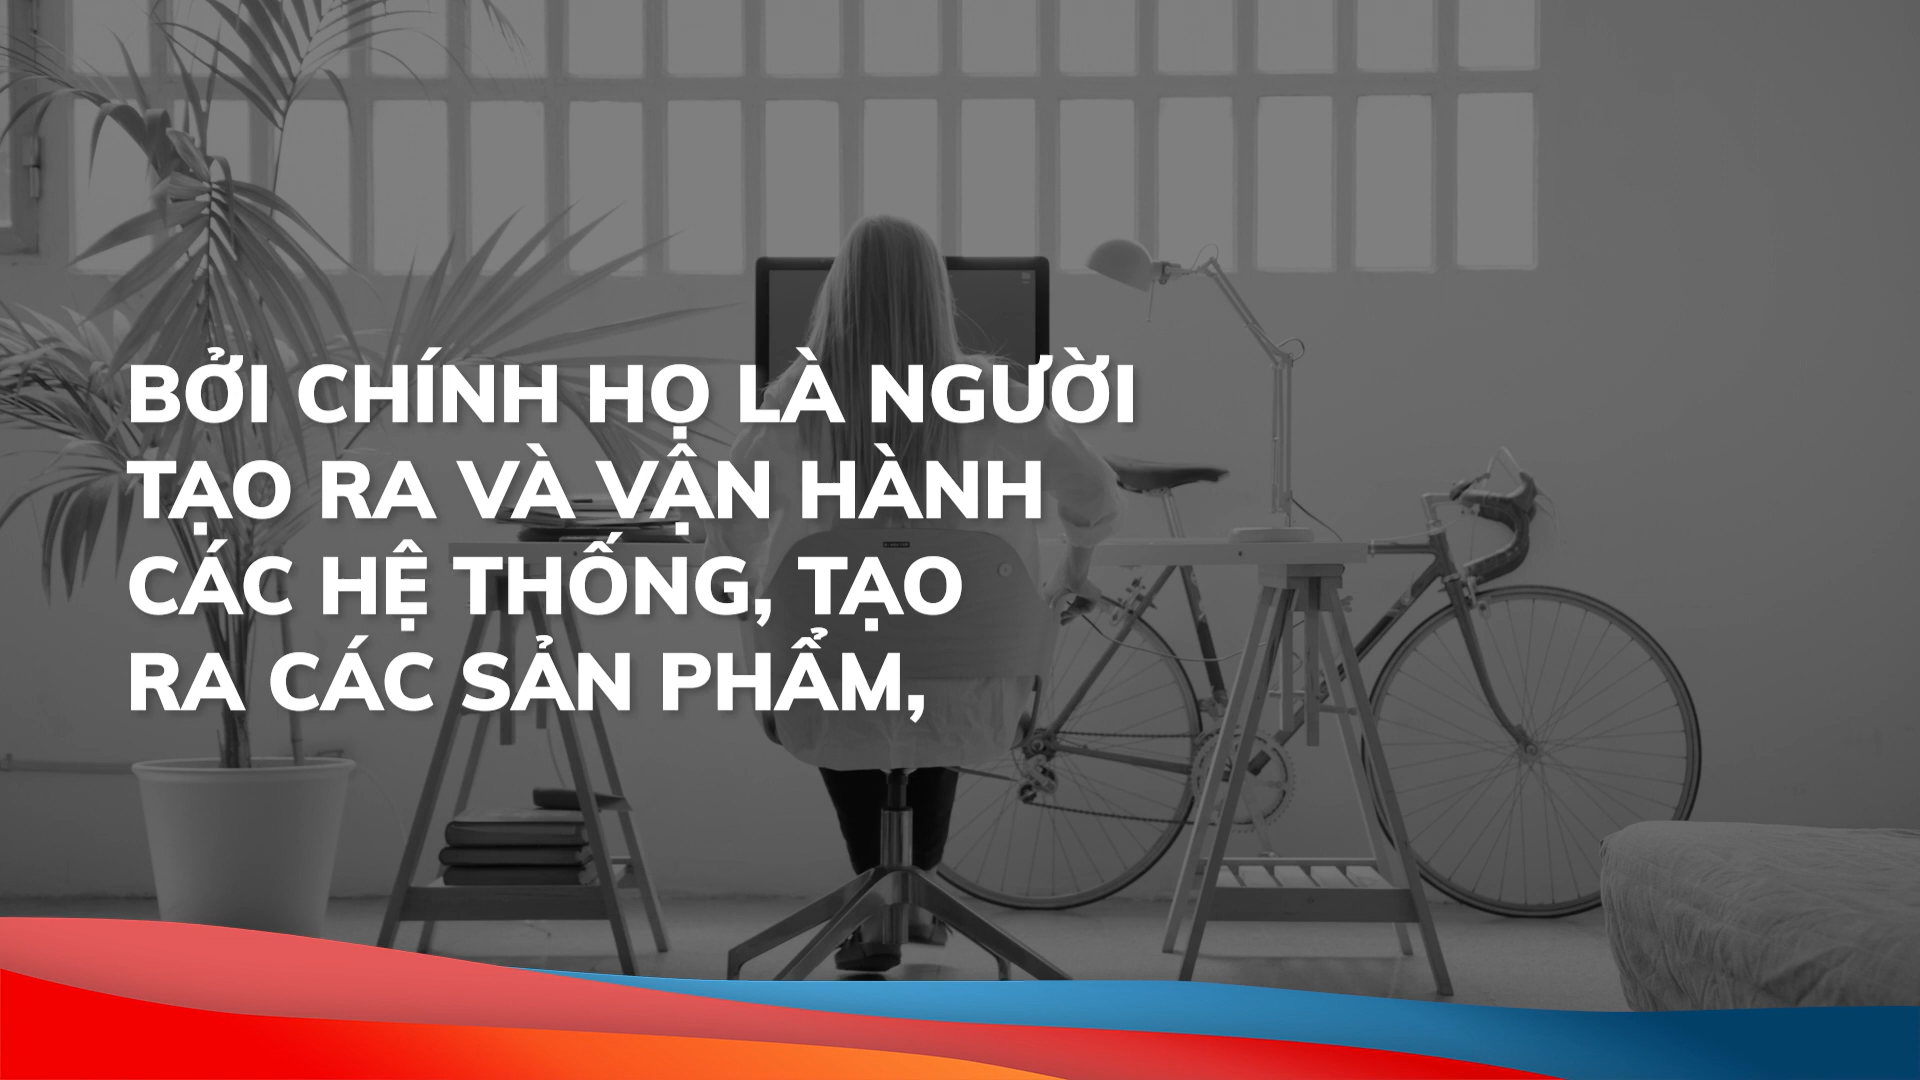 BỞI CHÍNH HỌ LÀ NGƯỜI
TẠO RA VÀ VẬN HÀNH
CÁC HỆ THỐNG, TẠO
RA CÁC SẢN PHẨM,